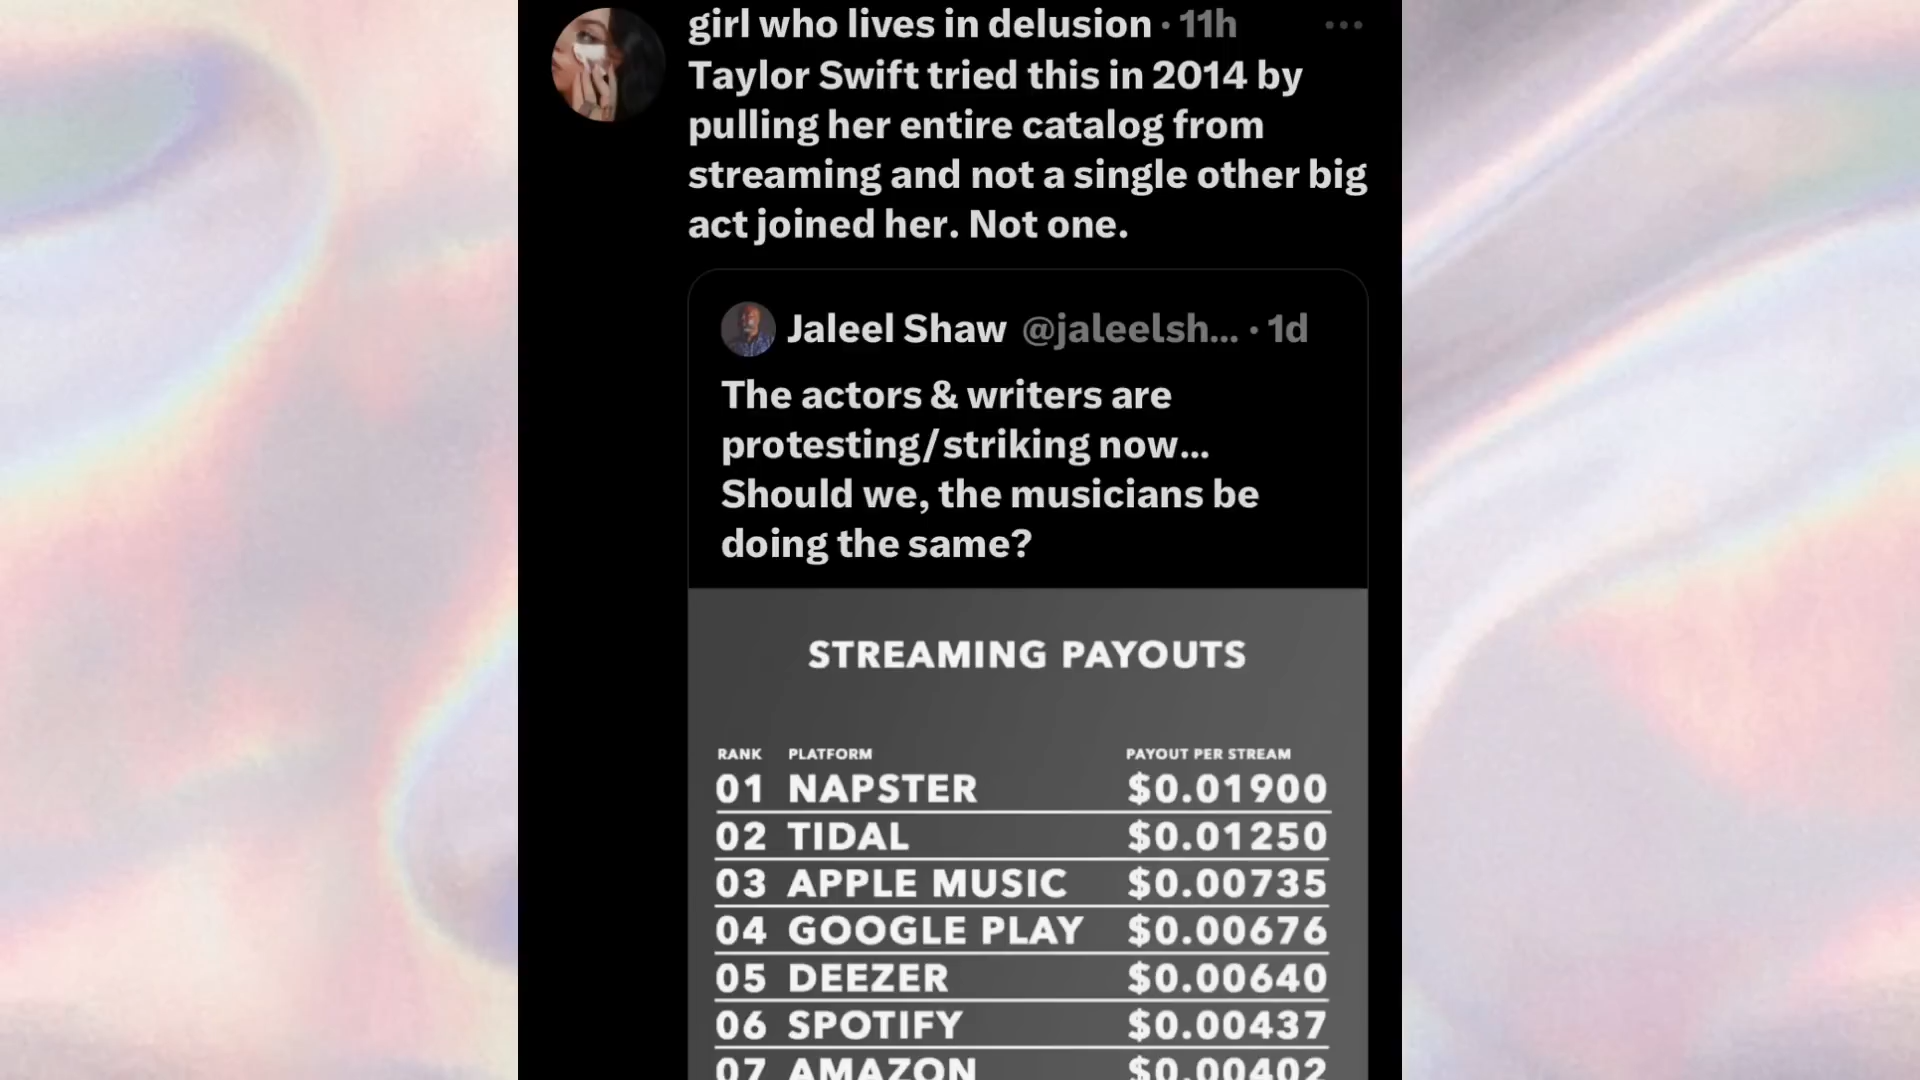 girl who lives in delusion · 11h
Taylor Swift tried this in 2014 by
pulling her entire catalog from
streaming and not a single other big
act joined her. Not one.
Jaleel Shaw @jaleelsh... · 1d
The actors & writers are
protesting/striking now...
Should we, the musicians be
doing the same?
STREAMING PAYOUTS
RANK PLATFORM PAYOUT PER STREAM
01 NAPSTER $0.01900
02 TIDAL $0.01250
03 APPLE MUSIC $0.00735
04 GOOGLE PLAY $0.00676
05 DEEZER $0.00640
06 SPOTIFY $0.00437
07 AMAZON $0.00402